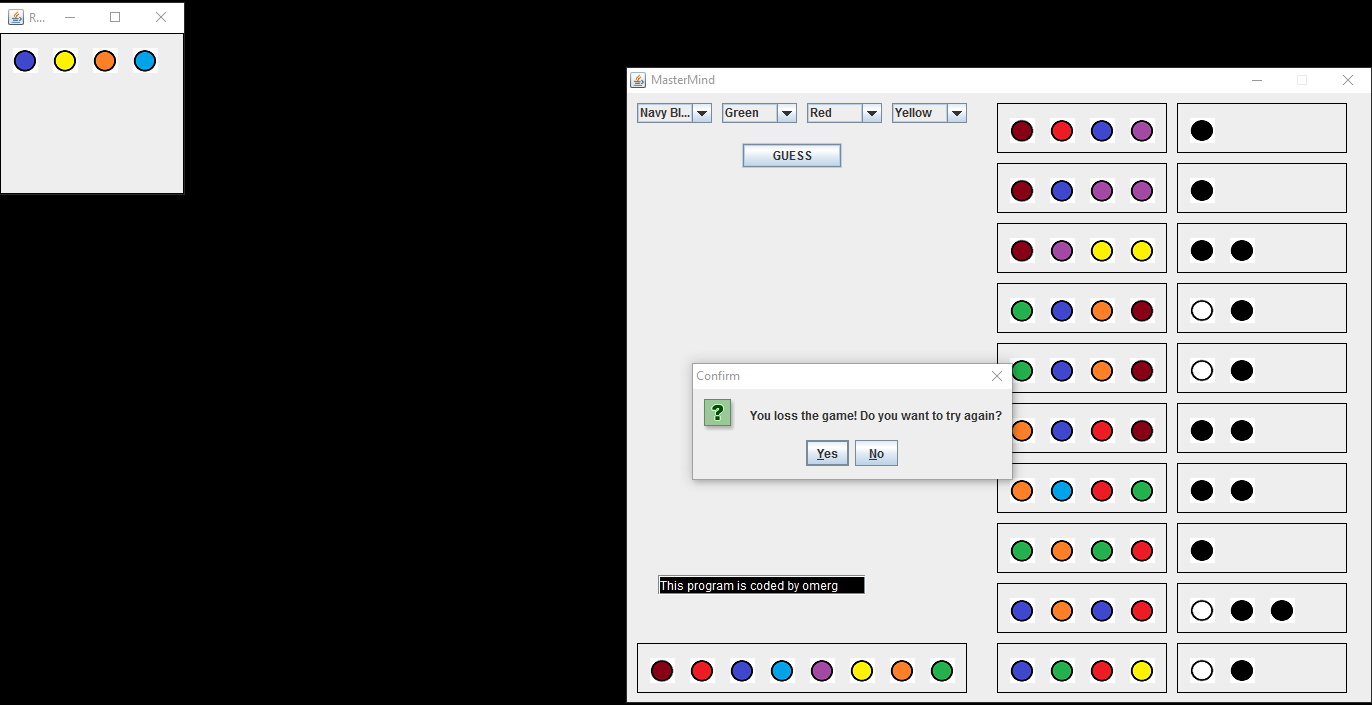 R...
MasterMind
Navy Bl... Green Red Yellow
GUESS
Confirm
?
You loss the game! Do you want to try again?
Yes No
This program is coded by omerg